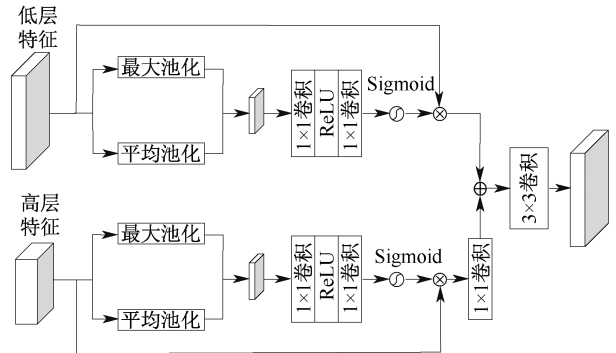 低层
特征
最大池化
平均池化
1×1卷积
ReLU
1×1卷积
Sigmoid
3×3卷积
高层
特征
最大池化
平均池化
1×1卷积
ReLU
1×1卷积
Sigmoid
1×1卷积